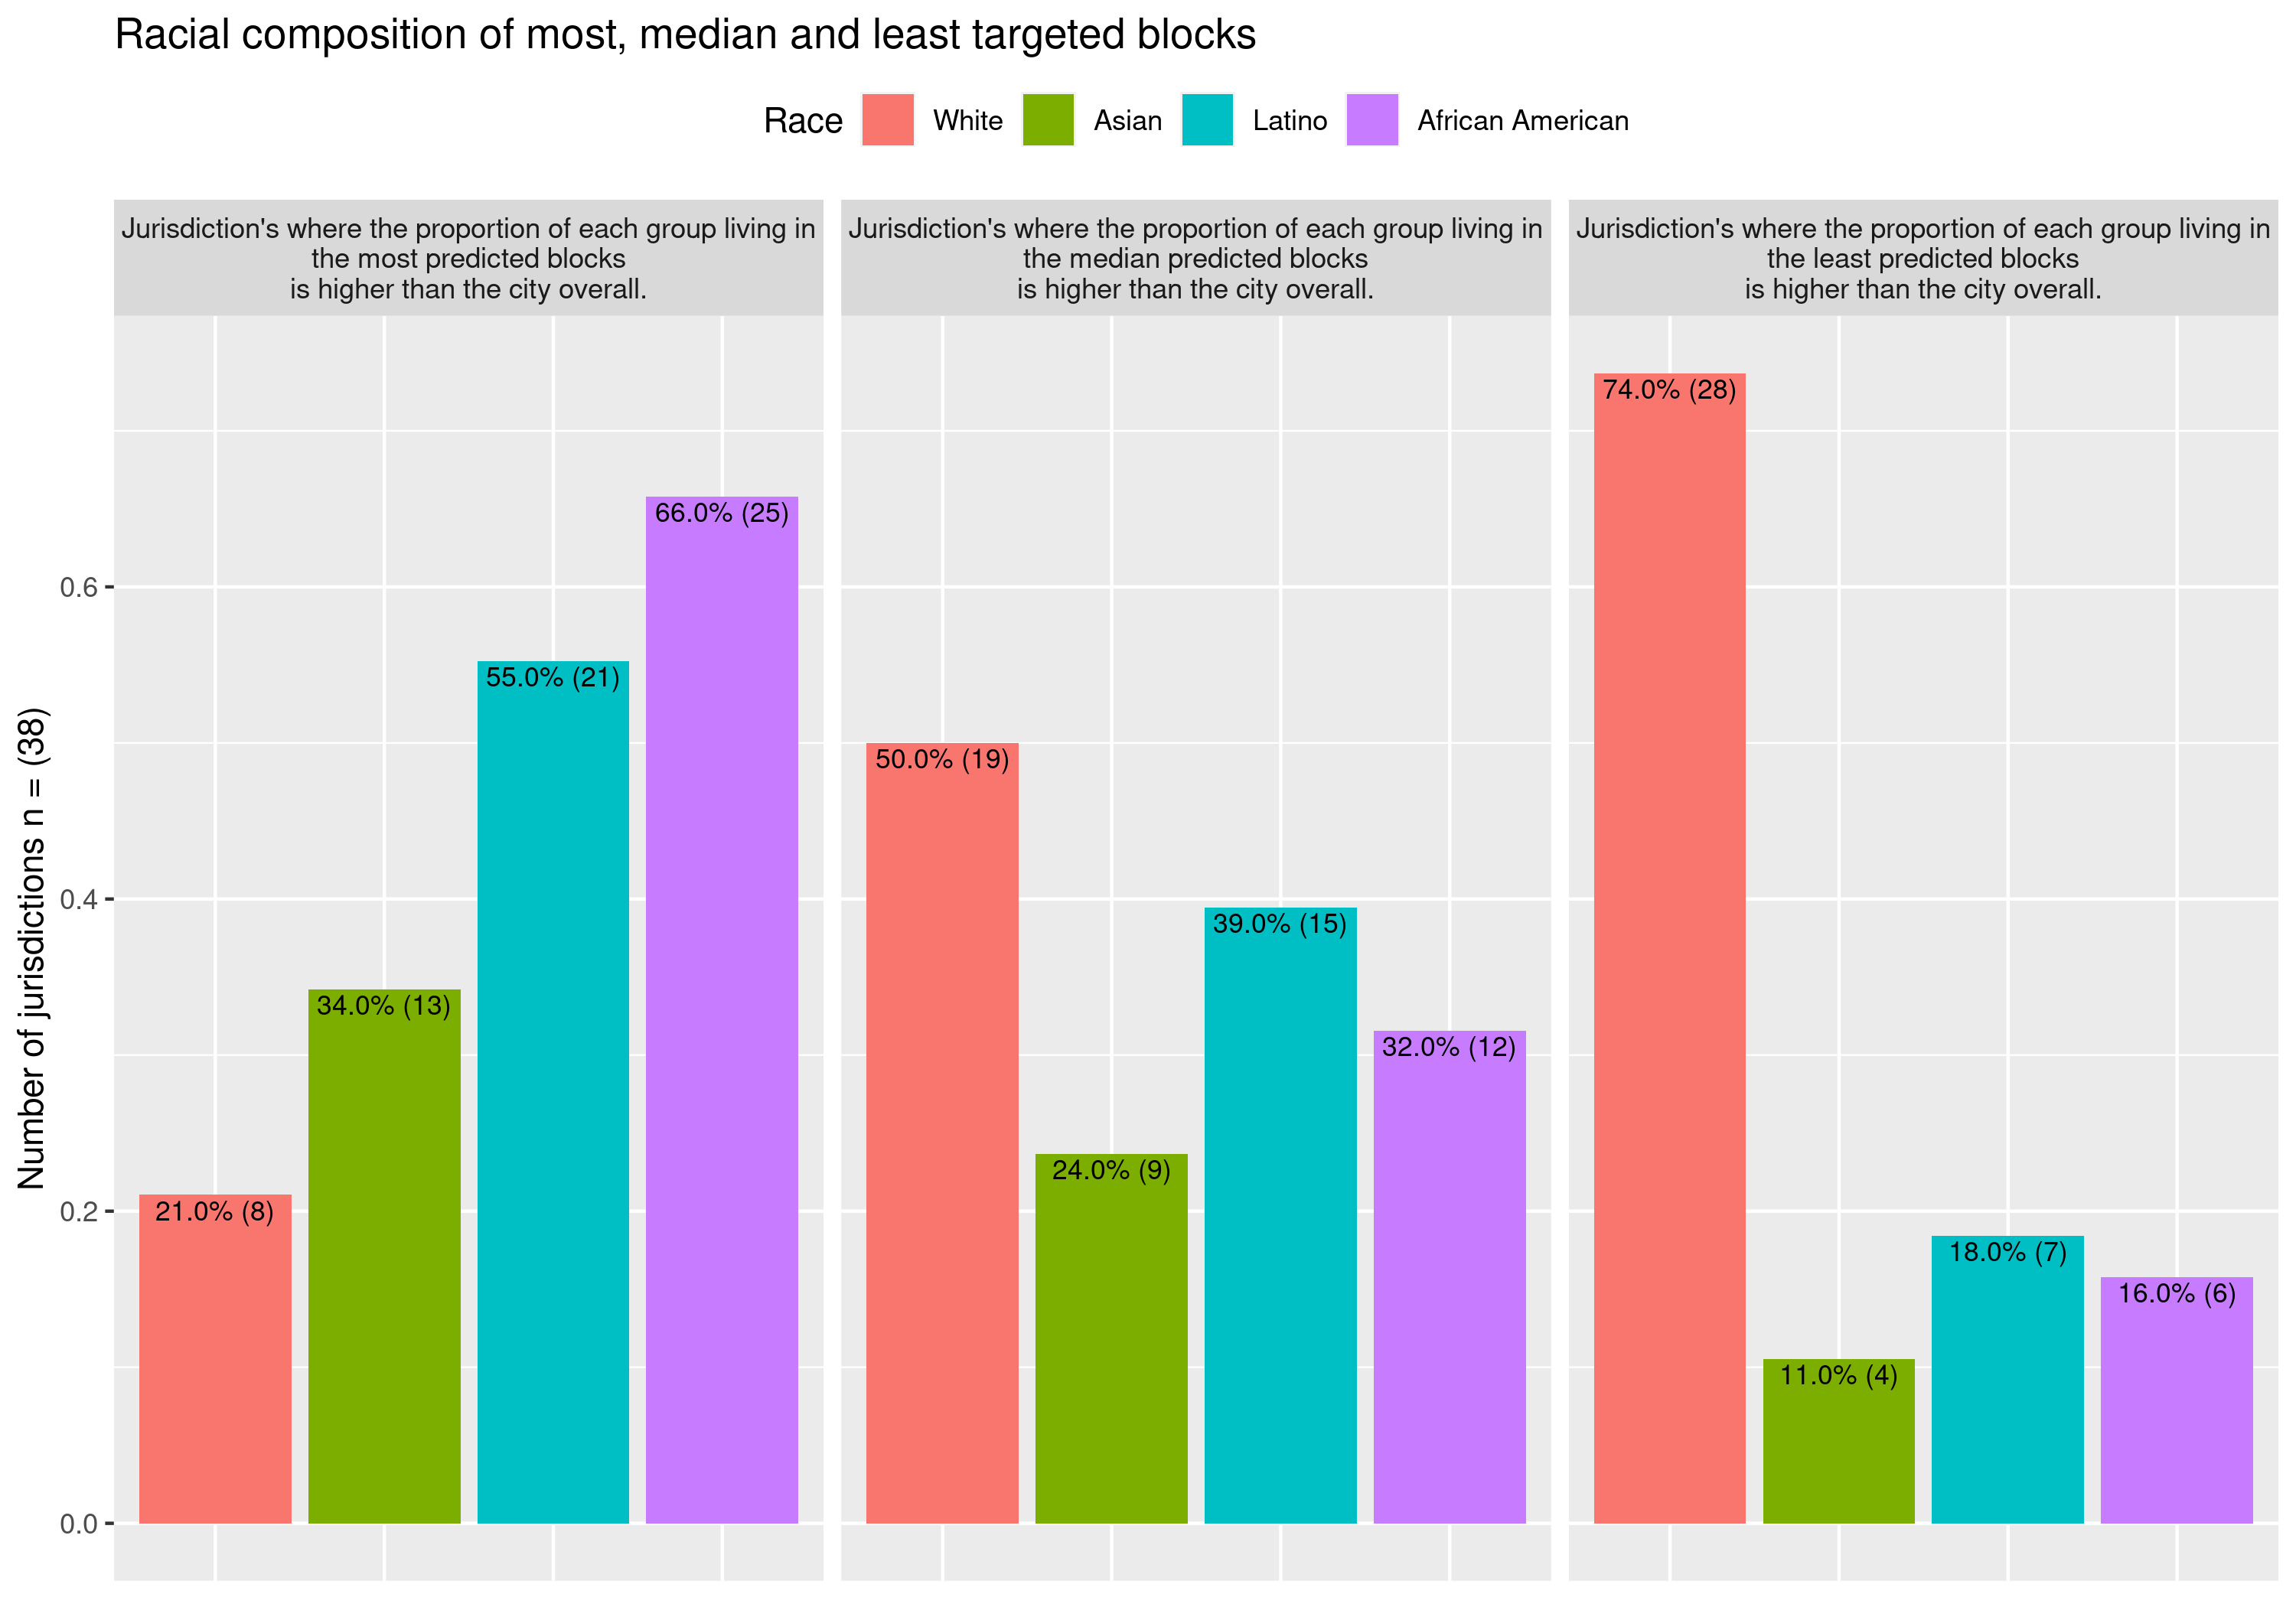 Racial composition of most, median and least targeted blocks
Race White Asian Latino African American
Jurisdiction's where the proportion of each group living in
the most predicted blocks
is higher than the city overall.
Jurisdiction's where the proportion of each group living in
the median predicted blocks
is higher than the city overall.
Jurisdiction's where the proportion of each group living in
the least predicted blocks
is higher than the city overall.
Number of jurisdictions n = (38)
0.6
0.4
0.2
0.0
21.0% (8)
34.0% (13)
55.0% (21)
66.0% (25)
50.0% (19)
24.0% (9)
39.0% (15)
32.0% (12)
74.0% (28)
11.0% (4)
18.0% (7)
16.0% (6)